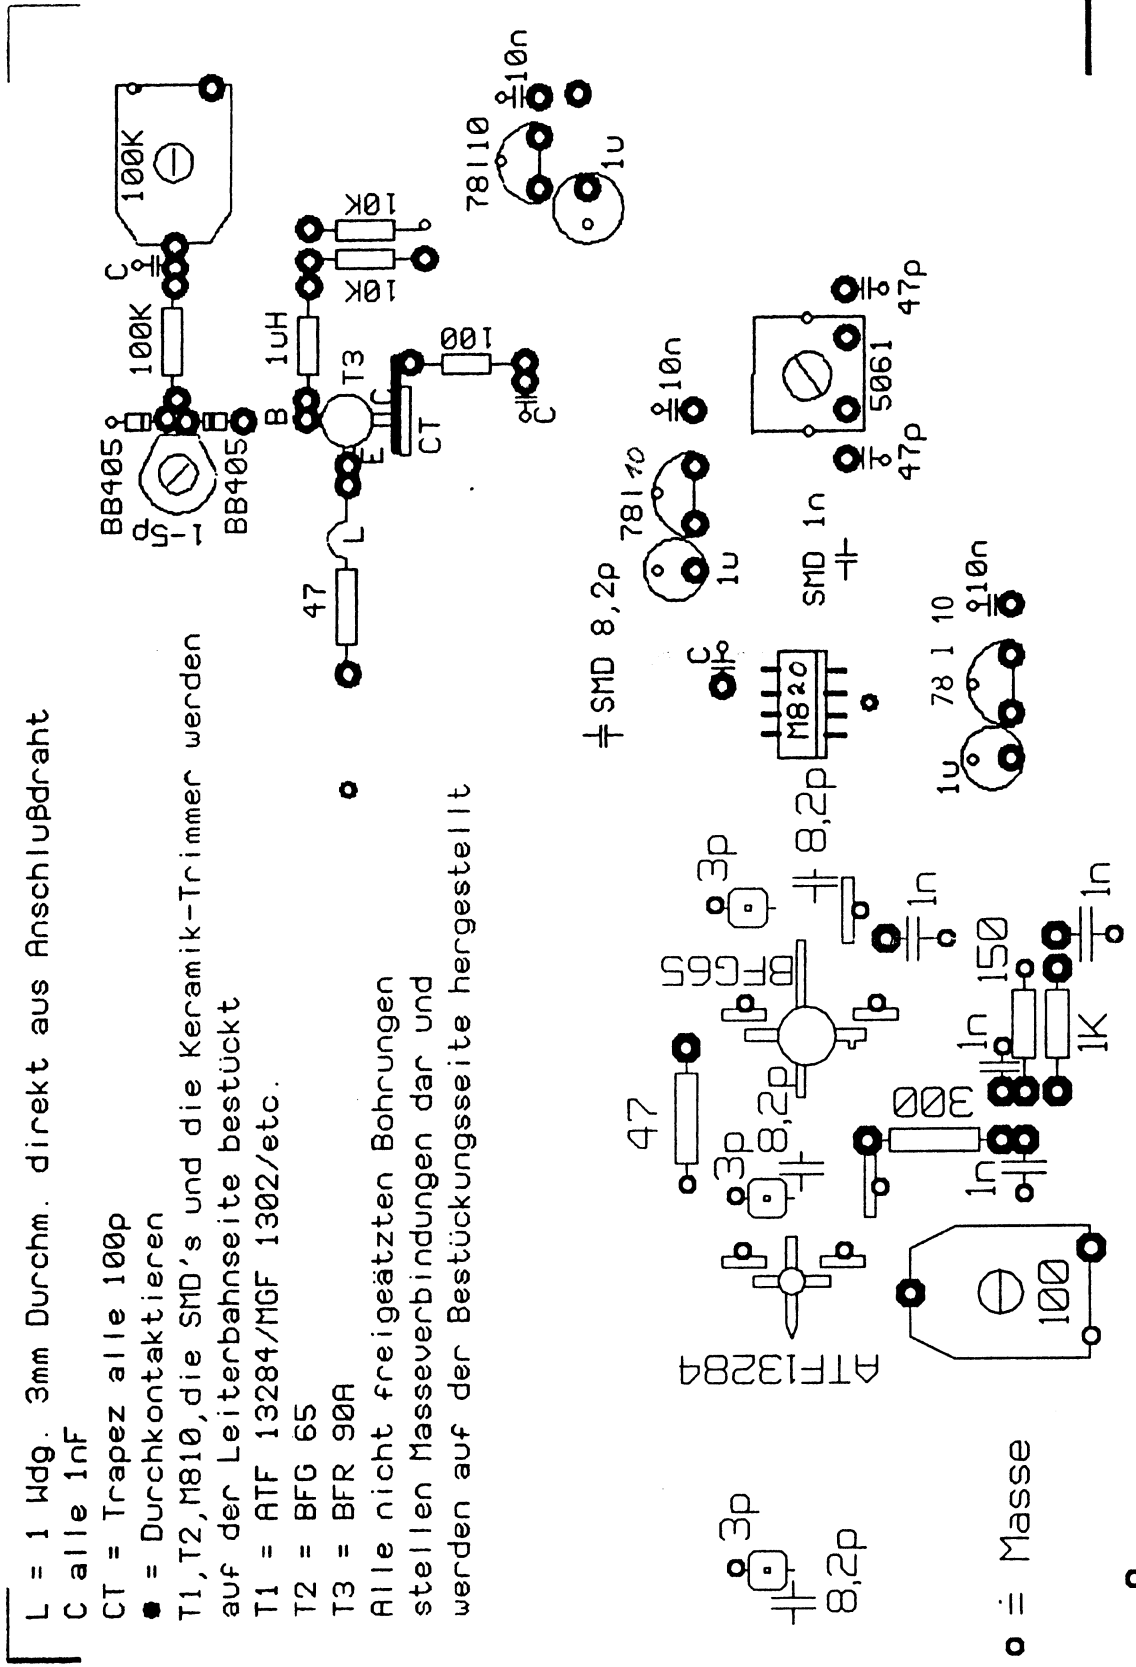 L = 1 Wdg. 3mm Durchm. direkt aus Anschlußdraht
C alle 1nF
CT = Trapez alle 100p
● = Durchkontaktieren
T1,T2,M810,die SMD's und die Keramik-Trimmer werden
auf der Leiterbahnseite bestückt
T1 = ATF 13284/MGF 1302/etc.
T2 = BFG 65
T3 = BFR 90A
Alle nicht freigeätzten Bohrungen
stellen Masseverbindungen dar und
werden auf der Bestückungsseite hergestellt
BB405
1-5p
BB405
100K
C
100K
B
1uH
T3
E
C
CT
10K
10K
100
C
47
L
78l10
10n
1u
SMD 8,2p
78l10
10n
1u
SMD 1n
47p
5061
47p
C
M820
78 l 10
10n
1u
3p
8,2p
BFG65
1n
47
3p
8,2p
300
1n
150
1K
1n
1n
ATF13284
100
3p
8,2p
o ≙ Masse